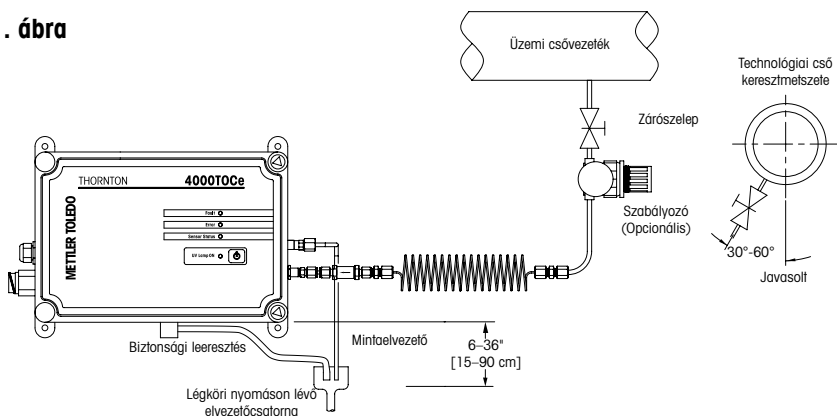 . ábra
Üzemi csővezeték
Technológiai cső
keresztmetszete
Zárószelep
THORNTON
4000TOCe
METTLER TOLEDO
Fault
Error
Sensor Status
UV Lamp ON
Szabályozó
(Opcionális)
30°-60°
Javasolt
Biztonsági leeresztés
Mintaelvezető
6–36"
[15–90 cm]
Légköri nyomáson lévő
elvezetőcsatorna